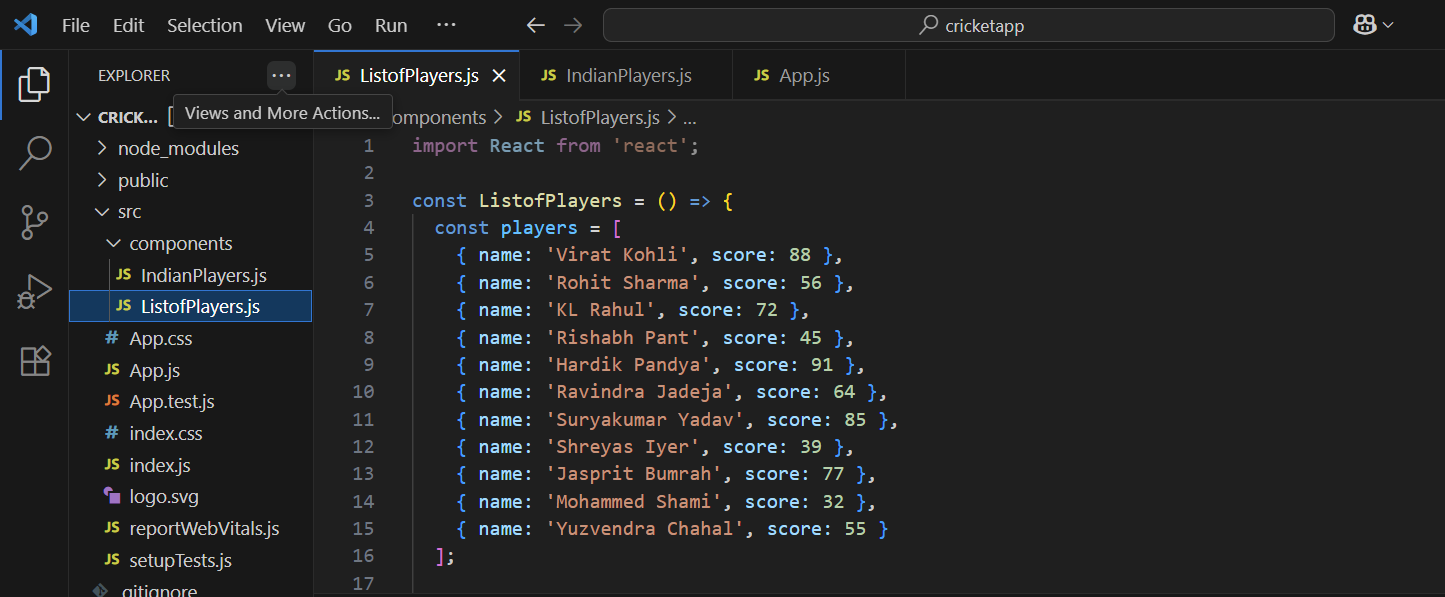 File Edit Selection View Go Run ··· cricketapp
EXPLORER ···
Views and More Actions...
CRICK...
node_modules
public
src
components
JS IndianPlayers.js
JS ListofPlayers.js
# App.css
JS App.js
JS App.test.js
# index.css
JS index.js
logo.svg
JS reportWebVitals.js
JS setupTests.js
.gitignore
JS ListofPlayers.js JS IndianPlayers.js JS App.js
omponents > JS ListofPlayers.js > ...
1 import React from 'react';
2
3 const ListofPlayers = () => {
4 const players = [
5 { name: 'Virat Kohli', score: 88 },
6 { name: 'Rohit Sharma', score: 56 },
7 { name: 'KL Rahul', score: 72 },
8 { name: 'Rishabh Pant', score: 45 },
9 { name: 'Hardik Pandya', score: 91 },
10 { name: 'Ravindra Jadeja', score: 64 },
11 { name: 'Suryakumar Yadav', score: 85 },
12 { name: 'Shreyas Iyer', score: 39 },
13 { name: 'Jasprit Bumrah', score: 77 },
14 { name: 'Mohammed Shami', score: 32 },
15 { name: 'Yuzvendra Chahal', score: 55 }
16 ];
17